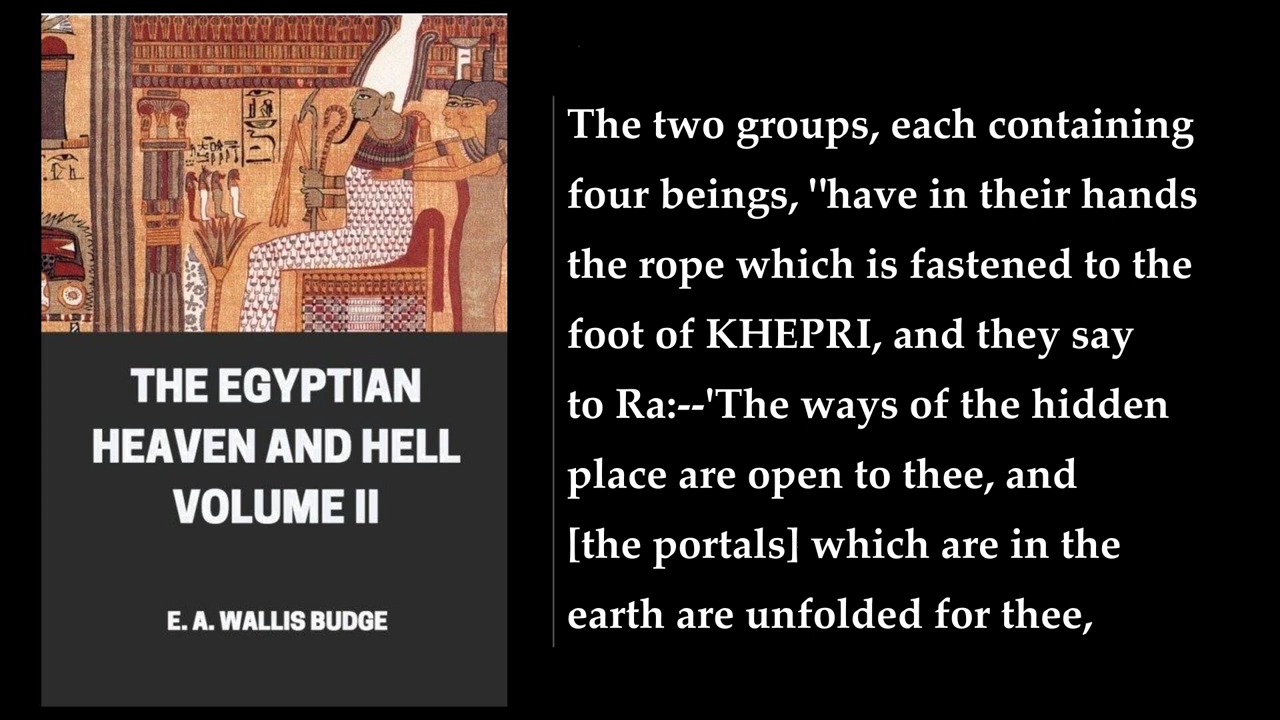 THE EGYPTIAN
HEAVEN AND HELL
VOLUME II
E. A. WALLIS BUDGE
The two groups, each containing
four beings, "have in their hands
the rope which is fastened to the
foot of KHEPRI, and they say
to Ra:--'The ways of the hidden
place are open to thee, and
[the portals] which are in the
earth are unfolded for thee,